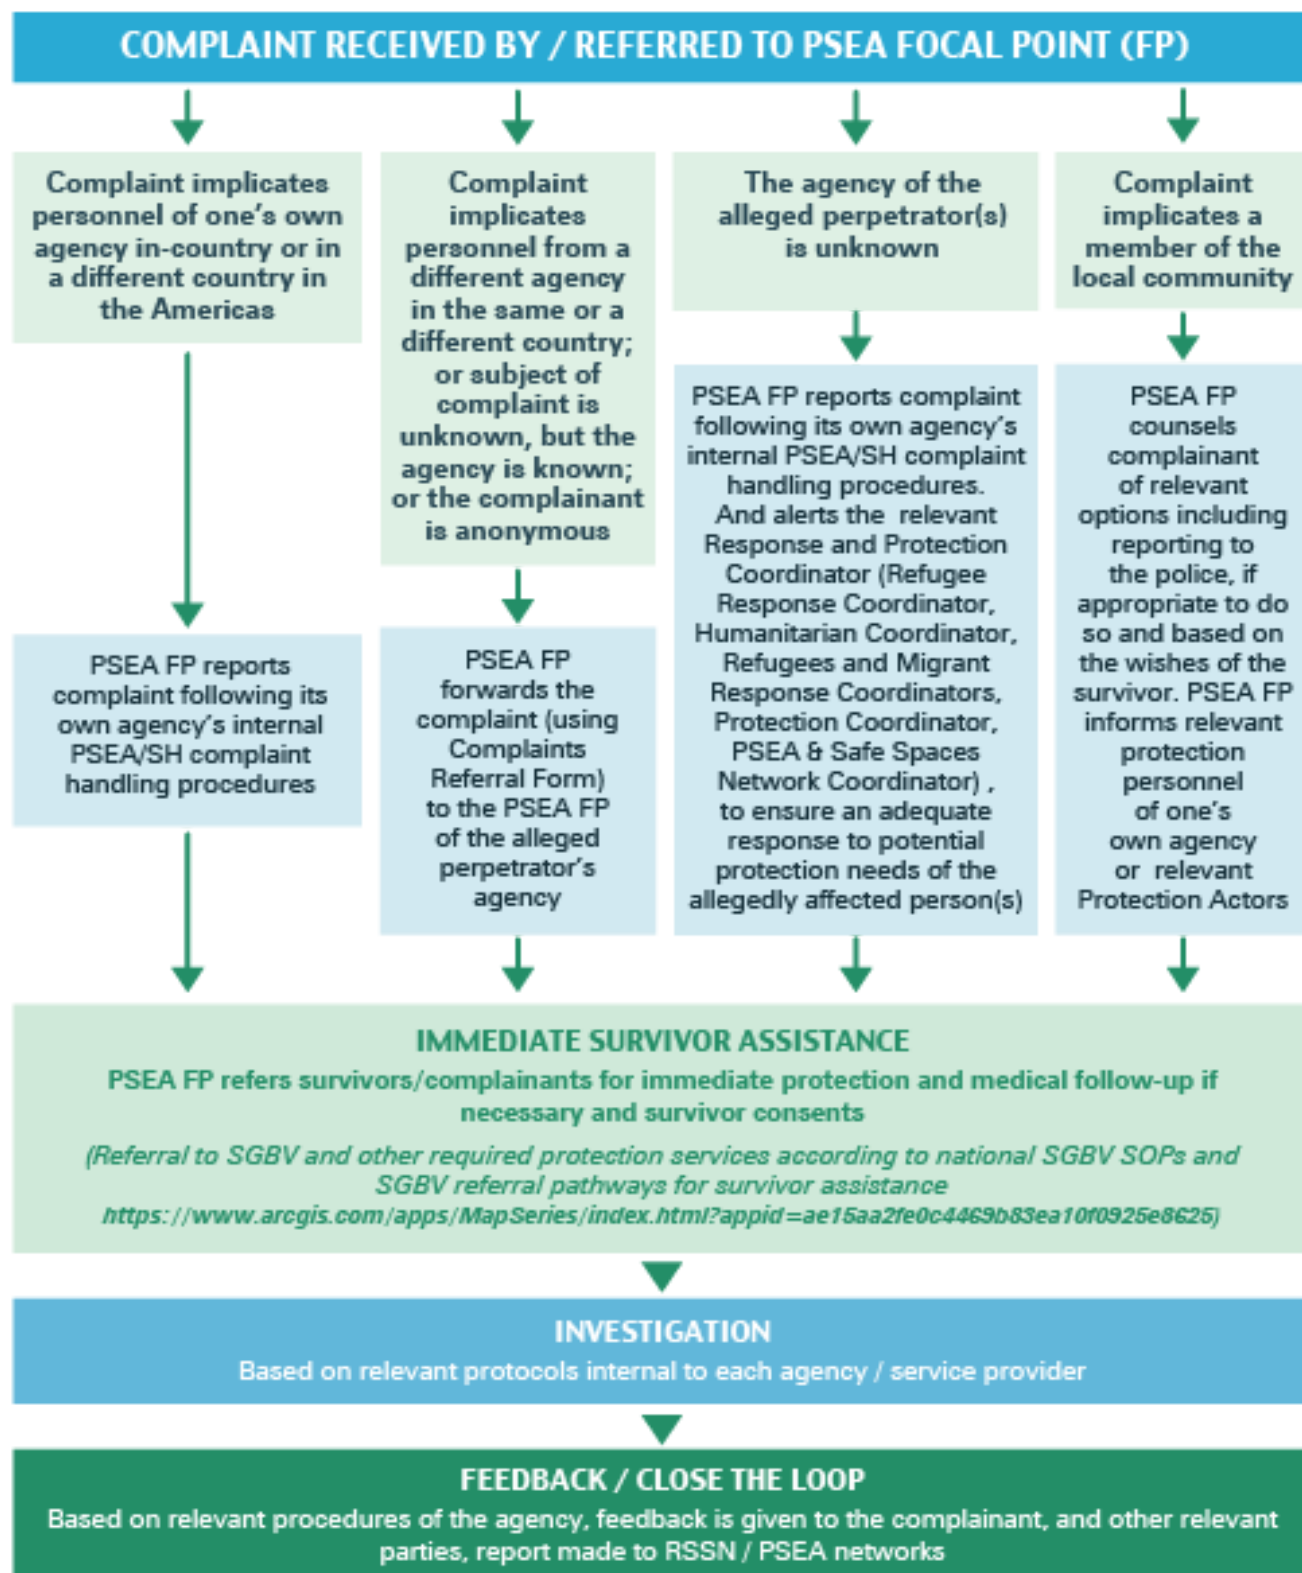 COMPLAINT RECEIVED BY / REFERRED TO PSEA FOCAL POINT (FP)
Complaint implicates
personnel of one's own
agency in-country or in
a different country in
the Americas
PSEA FP reports
complaint following its
own agency's internal
PSEA/SH complaint
handling procedures
Complaint
implicates
personnel from a
different agency
in the same or a
different country;
or subject of
complaint is
unknown, but the
agency is known;
or the complainant
is anonymous
PSEA FP
forwards the
complaint (using
Complaints
Referral Form)
to the PSEA FP
of the alleged
perpetrator's
agency
The agency of the
alleged perpetrator(s)
is unknown
PSEA FP reports complaint
following its own agency's
internal PSEA/SH complaint
handling procedures.
And alerts the relevant
Response and Protection
Coordinator (Refugee
Response Coordinator,
Humanitarian Coordinator,
Refugees and Migrant
Response Coordinators,
Protection Coordinator,
PSEA & Safe Spaces
Network Coordinator) ,
to ensure an adequate
response to potential
protection needs of the
allegedly affected person(s)
Complaint
implicates a
member of the
local community
PSEA FP
counsels
complainant
of relevant
options including
reporting to
the police, if
appropriate to do
so and based on
the wishes of the
survivor. PSEA FP
informs relevant
protection
personnel
of one's
own agency
or relevant
Protection Actors
IMMEDIATE SURVIVOR ASSISTANCE
PSEA FP refers survivors/complainants for immediate protection and medical follow-up if
necessary and survivor consents
(Referral to SGBV and other required protection services according to national SGBV SOPs and
SGBV referral pathways for survivor assistance
https://www.arcgis.com/apps/MapSeries/index.html?appid=ae15aa2fe0c4469b83ea10f0925e8625)
INVESTIGATION
Based on relevant protocols internal to each agency / service provider
FEEDBACK / CLOSE THE LOOP
Based on relevant procedures of the agency, feedback is given to the complainant, and other relevant
parties, report made to RSSN / PSEA networks